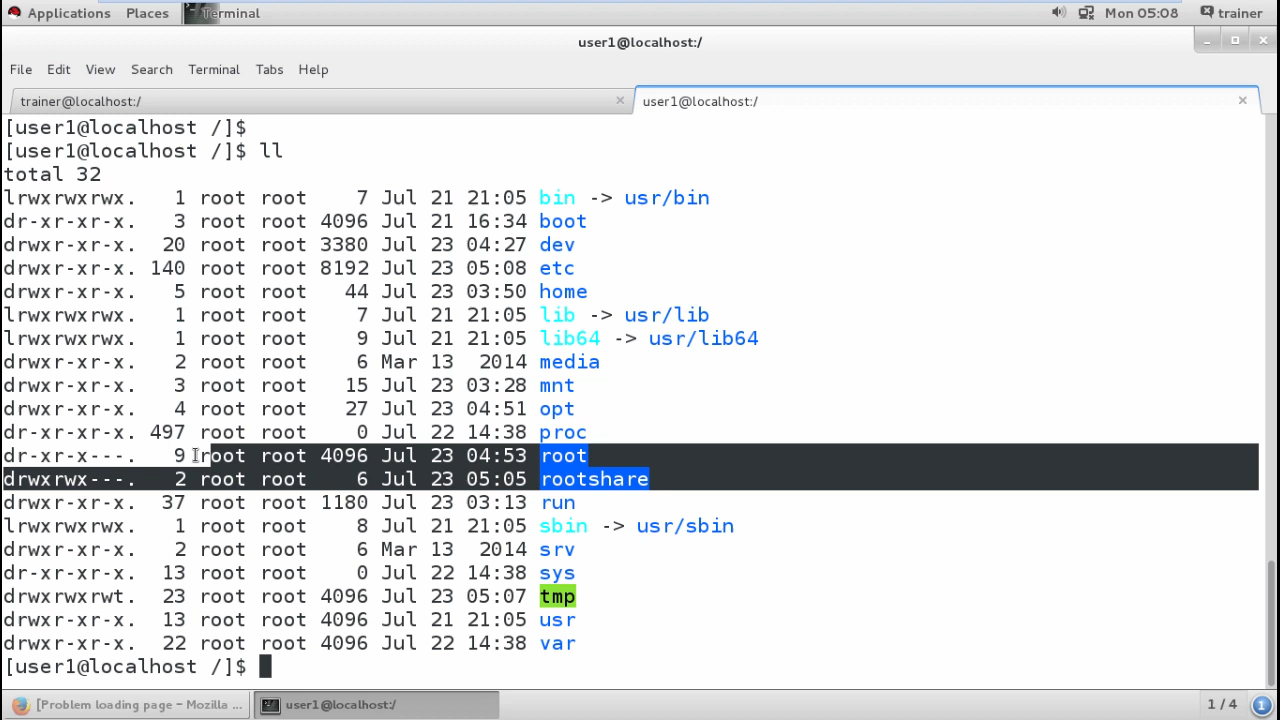 Applications Places Terminal Mon 05:08 trainer
user1@localhost:/
File Edit View Search Terminal Tabs Help
trainer@localhost:/ × user1@localhost:/ ×
[user1@localhost /]$
[user1@localhost /]$ ll
total 32
lrwxrwxrwx. 1 root root 7 Jul 21 21:05 bin -> usr/bin
dr-xr-xr-x. 3 root root 4096 Jul 21 16:34 boot
drwxr-xr-x. 20 root root 3380 Jul 23 04:27 dev
drwxr-xr-x. 140 root root 8192 Jul 23 05:08 etc
drwxr-xr-x. 5 root root 44 Jul 23 03:50 home
lrwxrwxrwx. 1 root root 7 Jul 21 21:05 lib -> usr/lib
lrwxrwxrwx. 1 root root 9 Jul 21 21:05 lib64 -> usr/lib64
drwxr-xr-x. 2 root root 6 Mar 13 2014 media
drwxr-xr-x. 3 root root 15 Jul 23 03:28 mnt
drwxr-xr-x. 4 root root 27 Jul 23 04:51 opt
dr-xr-xr-x. 497 root root 0 Jul 22 14:38 proc
dr-xr-x---. 9 root root 4096 Jul 23 04:53 root
drwxrwx---. 2 root root 6 Jul 23 05:05 rootshare
drwxr-xr-x. 37 root root 1180 Jul 23 03:13 run
lrwxrwxrwx. 1 root root 8 Jul 21 21:05 sbin -> usr/sbin
drwxr-xr-x. 2 root root 6 Mar 13 2014 srv
dr-xr-xr-x. 13 root root 0 Jul 22 14:38 sys
drwxrwxrwt. 23 root root 4096 Jul 23 05:07 tmp
drwxr-xr-x. 13 root root 4096 Jul 21 21:05 usr
drwxr-xr-x. 22 root root 4096 Jul 22 14:38 var
[user1@localhost /]$
[Problem loading page - Mozilla ... user1@localhost:/ 1 / 4 1